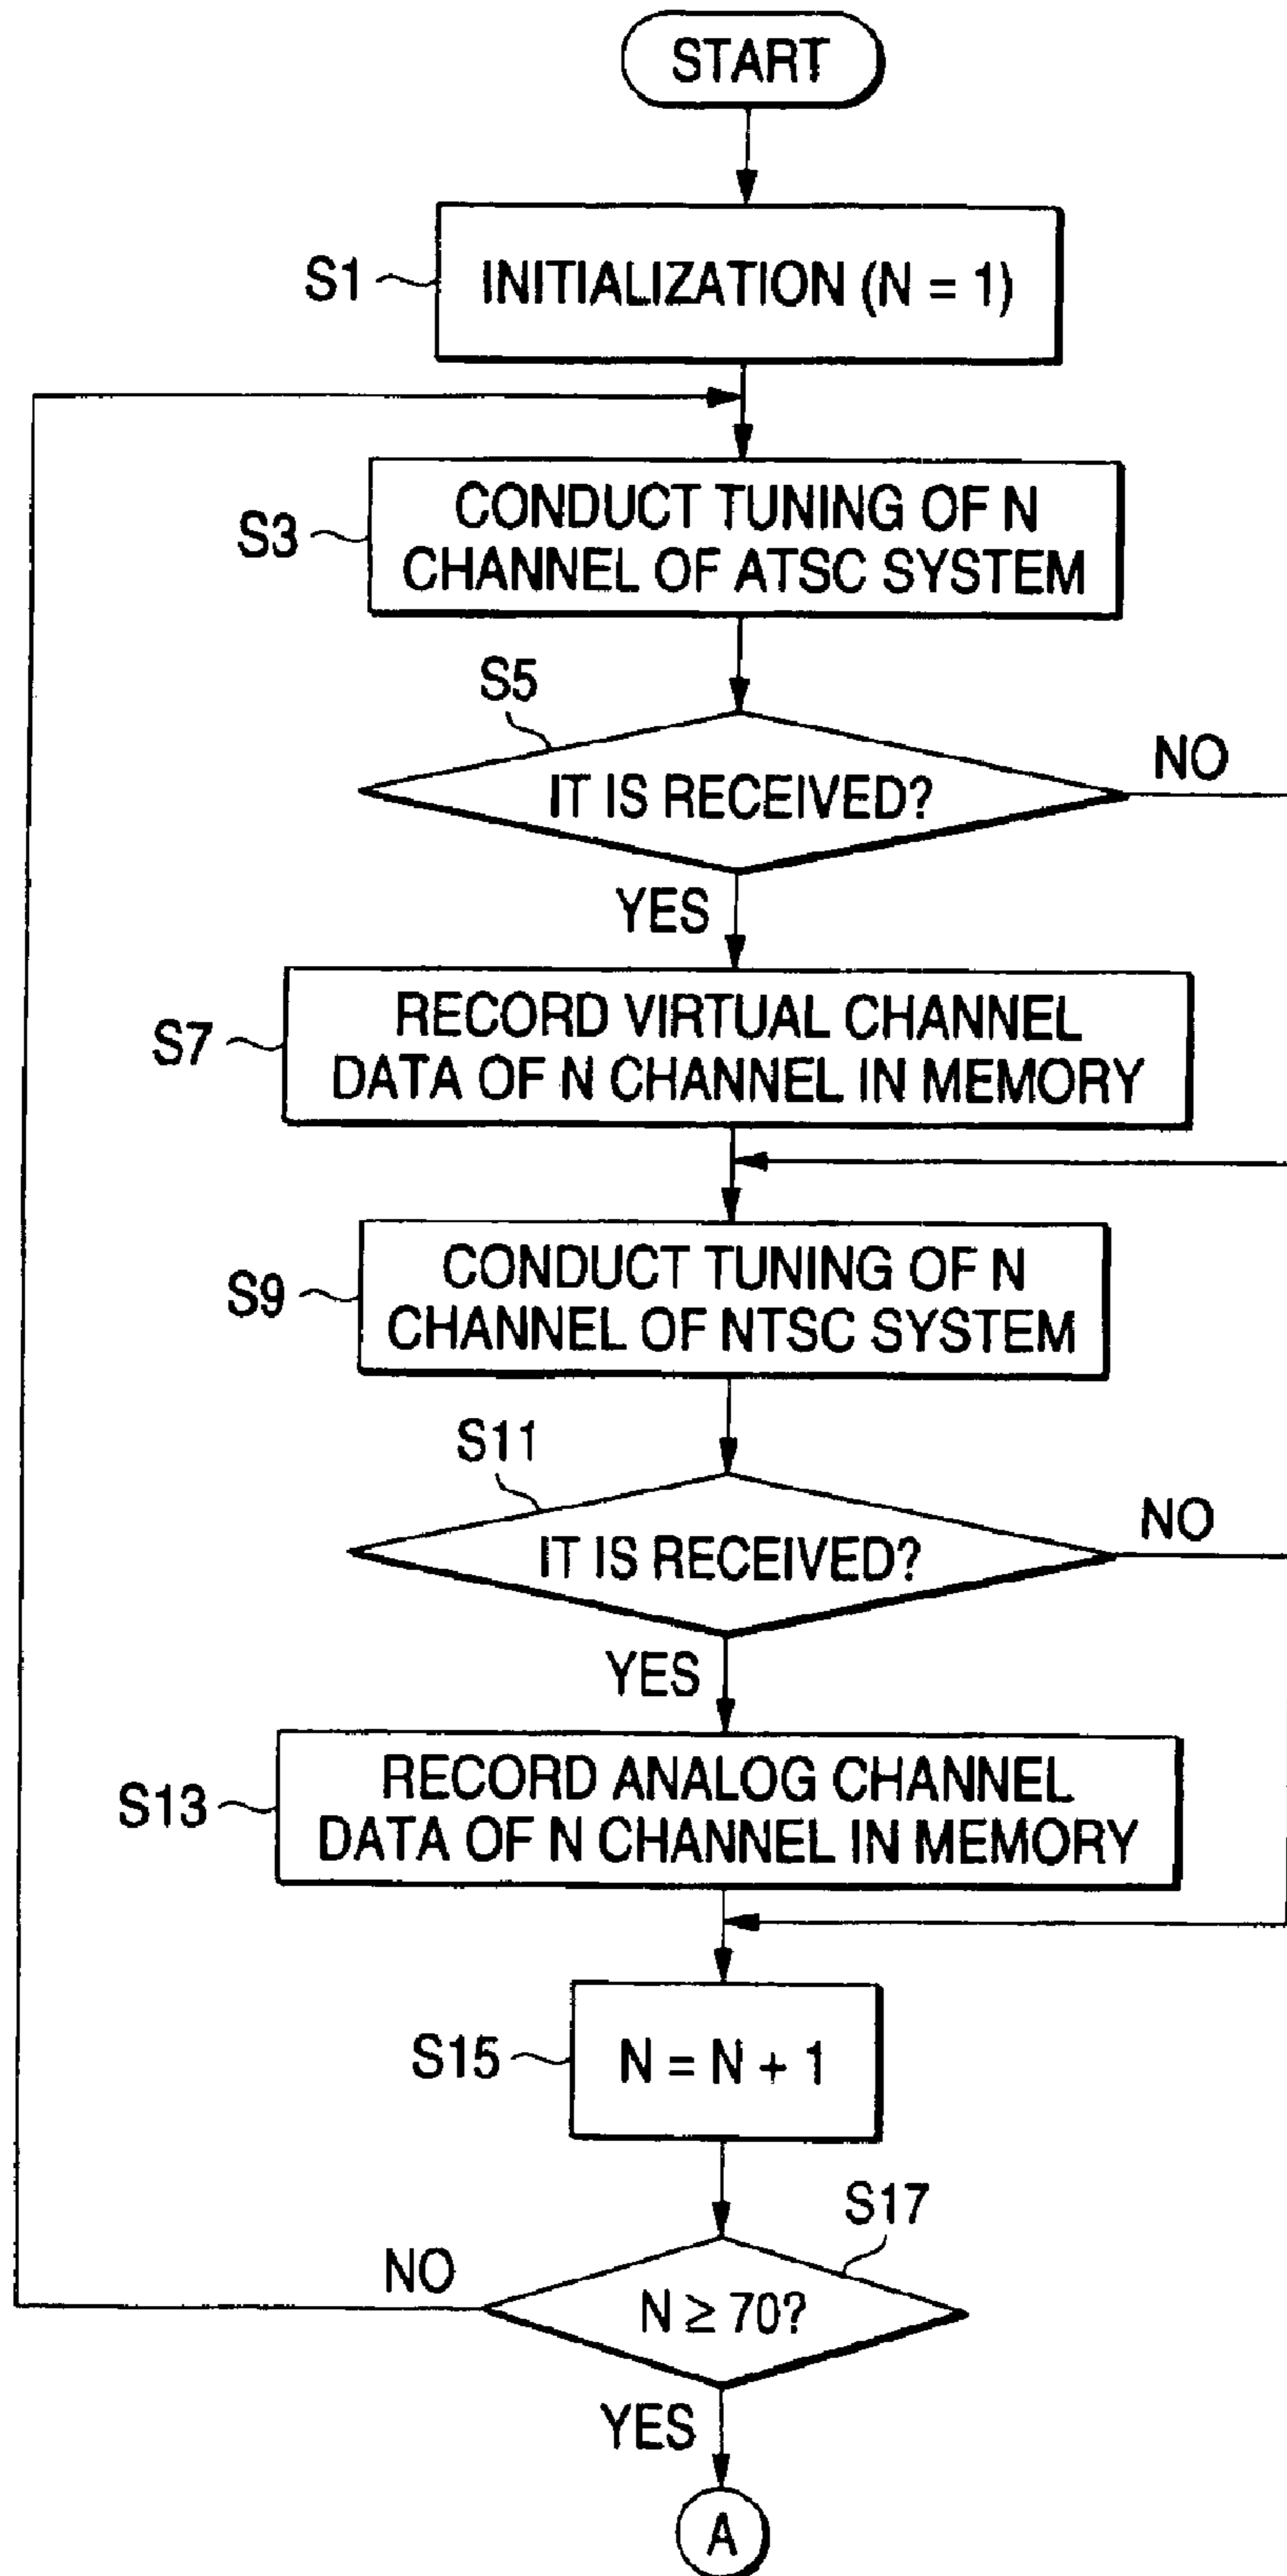 START
S1
INITIALIZATION (N = 1)
S3
CONDUCT TUNING OF N
CHANNEL OF ATSC SYSTEM
S5
IT IS RECEIVED?
NO
YES
S7
RECORD VIRTUAL CHANNEL
DATA OF N CHANNEL IN MEMORY
S9
CONDUCT TUNING OF N
CHANNEL OF NTSC SYSTEM
S11
IT IS RECEIVED?
NO
YES
S13
RECORD ANALOG CHANNEL
DATA OF N CHANNEL IN MEMORY
S15
N = N + 1
S17
N ≥ 70?
NO
YES
A